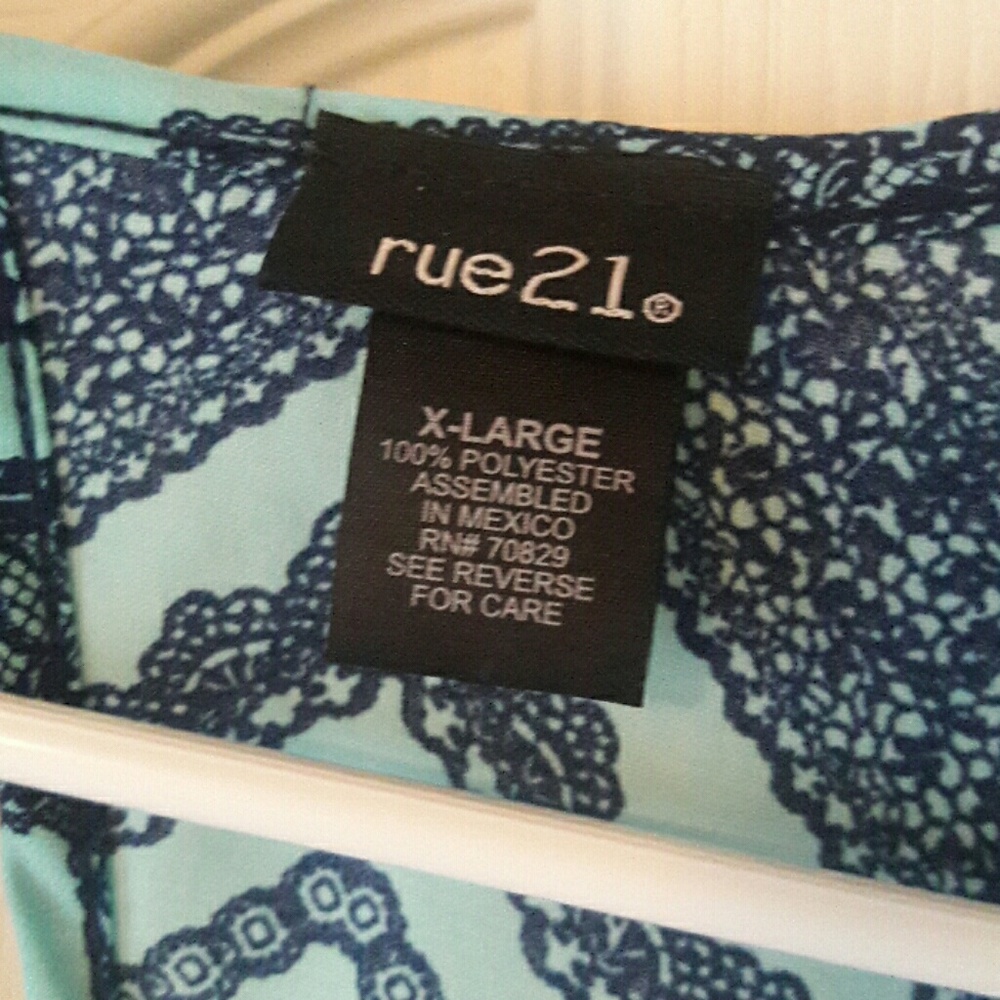 rue21®
X-LARGE
100% POLYESTER
ASSEMBLED
IN MEXICO
RN# 70829
SEE REVERSE
FOR CARE